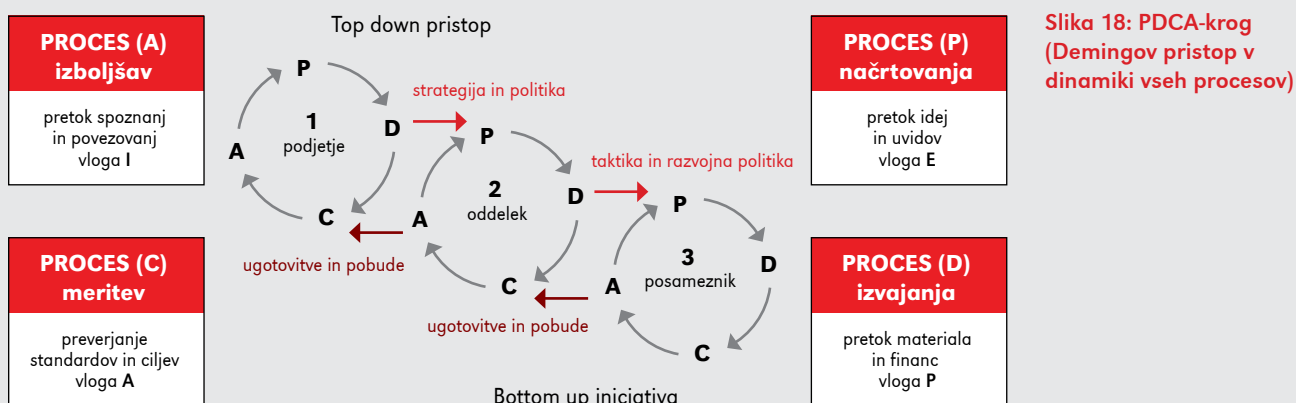 PROCES (A)
izboljšav
pretok spoznanj
in povezovanj
vloga I
PROCES (C)
meritev
preverjanje
standardov in ciljev
vloga A
Top down pristop
P
D
C
A
1
podjetje
strategija in politika
P
D
C
A
2
oddelek
ugotovitve in pobude
taktika in razvojna politika
P
D
C
A
3
posameznik
ugotovitve in pobude
Bottom up iniciativa
PROCES (P)
načrtovanja
pretok idej
in uvidov
vloga E
PROCES (D)
izvajanja
pretok materiala
in financ
vloga P
Slika 18: PDCA-krog
(Demingov pristop v
dinamiki vseh procesov)